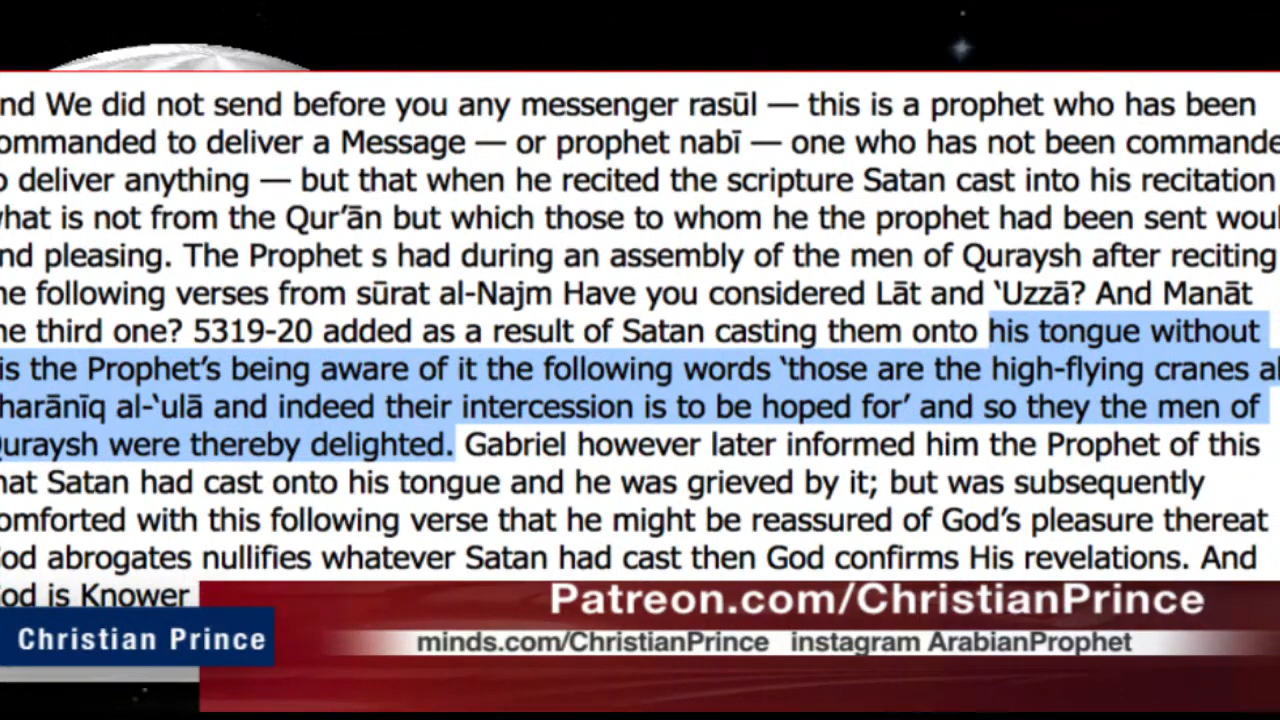 nd We did not send before you any messenger rasūl — this is a prophet who has been
ommanded to deliver a Message — or prophet nabī — one who has not been commande
o deliver anything — but that when he recited the scripture Satan cast into his recitation
what is not from the Qur’ān but which those to whom he the prophet had been sent woul
nd pleasing. The Prophet s had during an assembly of the men of Quraysh after reciting
he following verses from sūrat al-Najm Have you considered Lāt and ‘Uzzā? And Manāt
he third one? 5319-20 added as a result of Satan casting them onto his tongue without
is the Prophet’s being aware of it the following words ‘those are the high-flying cranes al
harānīq al-‘ulā and indeed their intercession is to be hoped for’ and so they the men of
Quraysh were thereby delighted. Gabriel however later informed him the Prophet of this
hat Satan had cast onto his tongue and he was grieved by it; but was subsequently
omforted with this following verse that he might be reassured of God’s pleasure thereat
od abrogates nullifies whatever Satan had cast then God confirms His revelations. And
od is Knower
Patreon.com/ChristianPrince
Christian Prince
minds.com/ChristianPrince instagram ArabianProphet